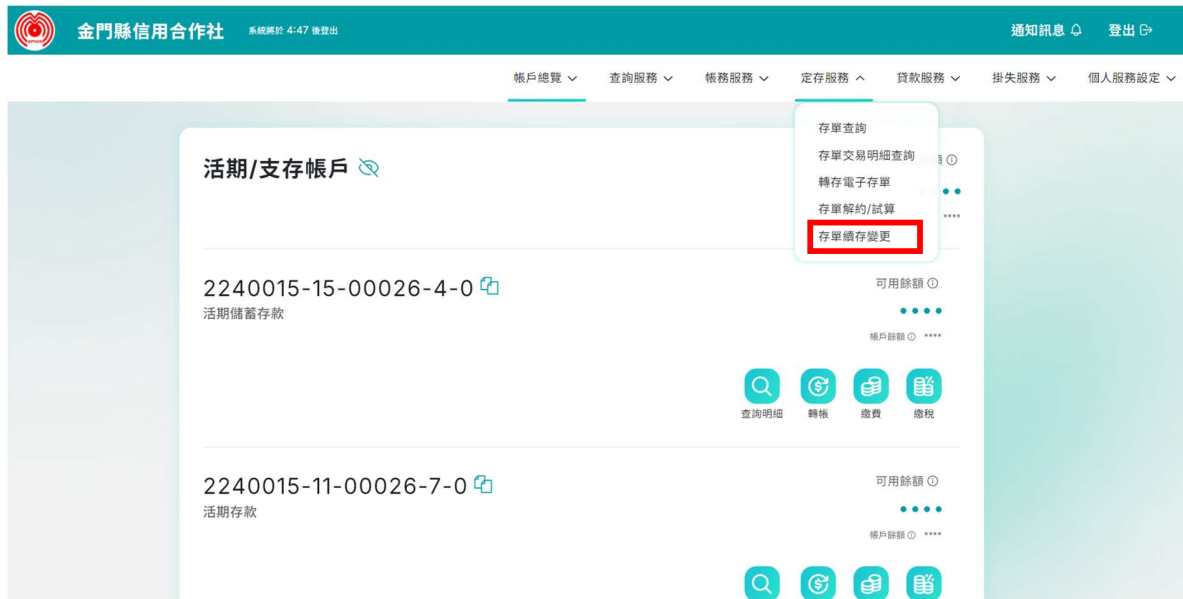 金門縣信用合作社 系統將於 4:47 後登出 通知訊息 登出
帳戶總覽 查詢服務 帳務服務 定存服務 貸款服務 掛失服務 個人服務設定
存單查詢
存單交易明細查詢
轉存電子存單
存單解約/試算
存單續存變更
活期/支存帳戶
額
••
****
2240015-15-00026-4-0
活期儲蓄存款
可用餘額
••••
帳戶餘額 ****
查詢明細 轉帳 繳費 繳稅
2240015-11-00026-7-0
活期存款
可用餘額
••••
帳戶餘額 ****